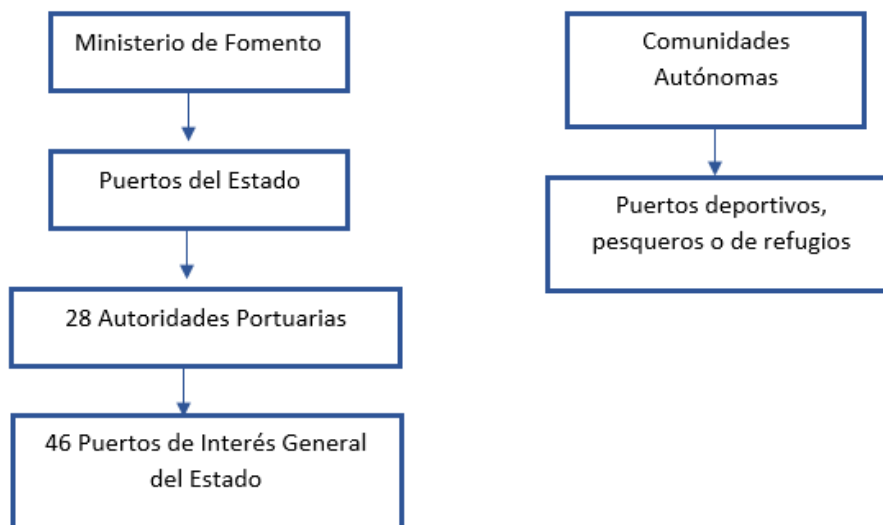 Ministerio de Fomento
Puertos del Estado
28 Autoridades Portuarias
46 Puertos de Interés General
del Estado
Comunidades
Autónomas
Puertos deportivos,
pesqueros o de refugios